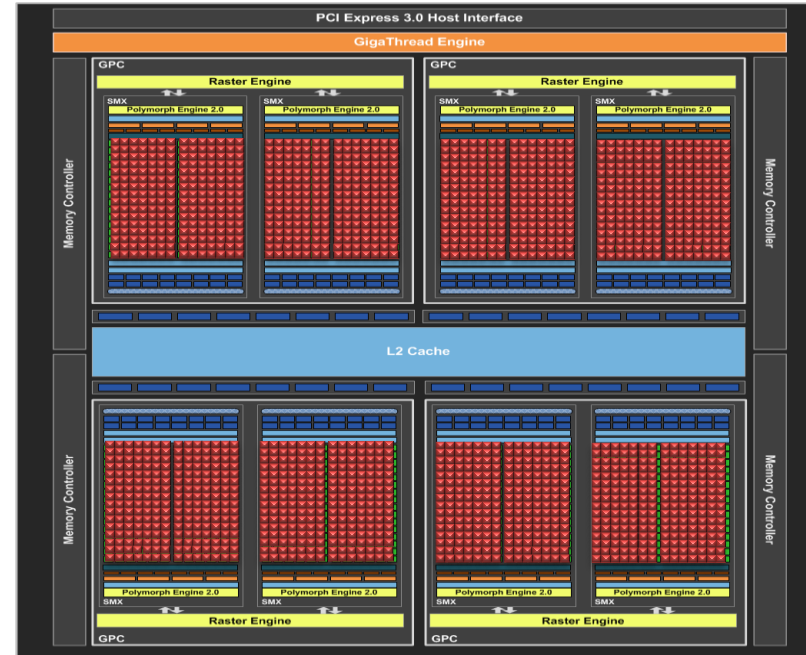 PCI Express 3.0 Host Interface
GigaThread Engine
GPC
Raster Engine
SMX
Polymorph Engine 2.0
Polymorph Engine 2.0
GPC
Raster Engine
SMX
Polymorph Engine 2.0
SMX
Polymorph Engine 2.0
Memory Controller
Memory Controller
L2 Cache
Memory Controller
Memory Controller
Polymorph Engine 2.0
SMX
Polymorph Engine 2.0
SMX
Raster Engine
GPC
Polymorph Engine 2.0
SMX
Polymorph Engine 2.0
SMX
Raster Engine
GPC